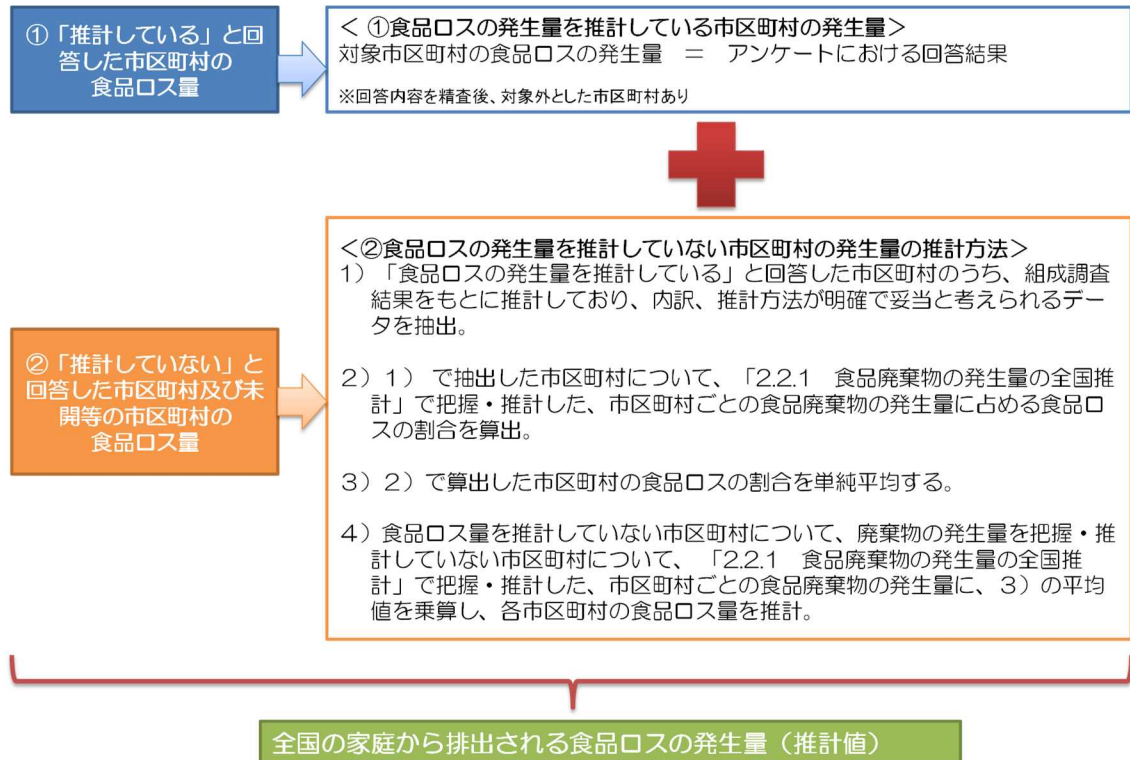 ①「推計している」と回
答した市区町村の
食品ロス量
＜ ①食品ロスの発生量を推計している市区町村の発生量＞
対象市区町村の食品ロスの発生量　＝　アンケートにおける回答結果
※回答内容を精査後、対象外とした市区町村あり
②「推計していない」と
回答した市区町村及び未
開等の市区町村の
食品ロス量
＜②食品ロスの発生量を推計していない市区町村の発生量の推計方法＞
1）「食品ロスの発生量を推計している」と回答した市区町村のうち、組成調査
結果をもとに推計しており、内訳、推計方法が明確で妥当と考えられるデー
タを抽出。
2）1） で抽出した市区町村について、「2.2.1　食品廃棄物の発生量の全国推
計」で把握・推計した、市区町村ごとの食品廃棄物の発生量に占める食品ロ
スの割合を算出。
3）2）で算出した市区町村の食品ロスの割合を単純平均する。
4）食品ロス量を推計していない市区町村について、廃棄物の発生量を把握・推
計していない市区町村について、「2.2.1　食品廃棄物の発生量の全国推
計」で把握・推計した、市区町村ごとの食品廃棄物の発生量に、3）の平均
値を乗算し、各市区町村の食品ロス量を推計。
全国の家庭から排出される食品ロスの発生量（推計値）